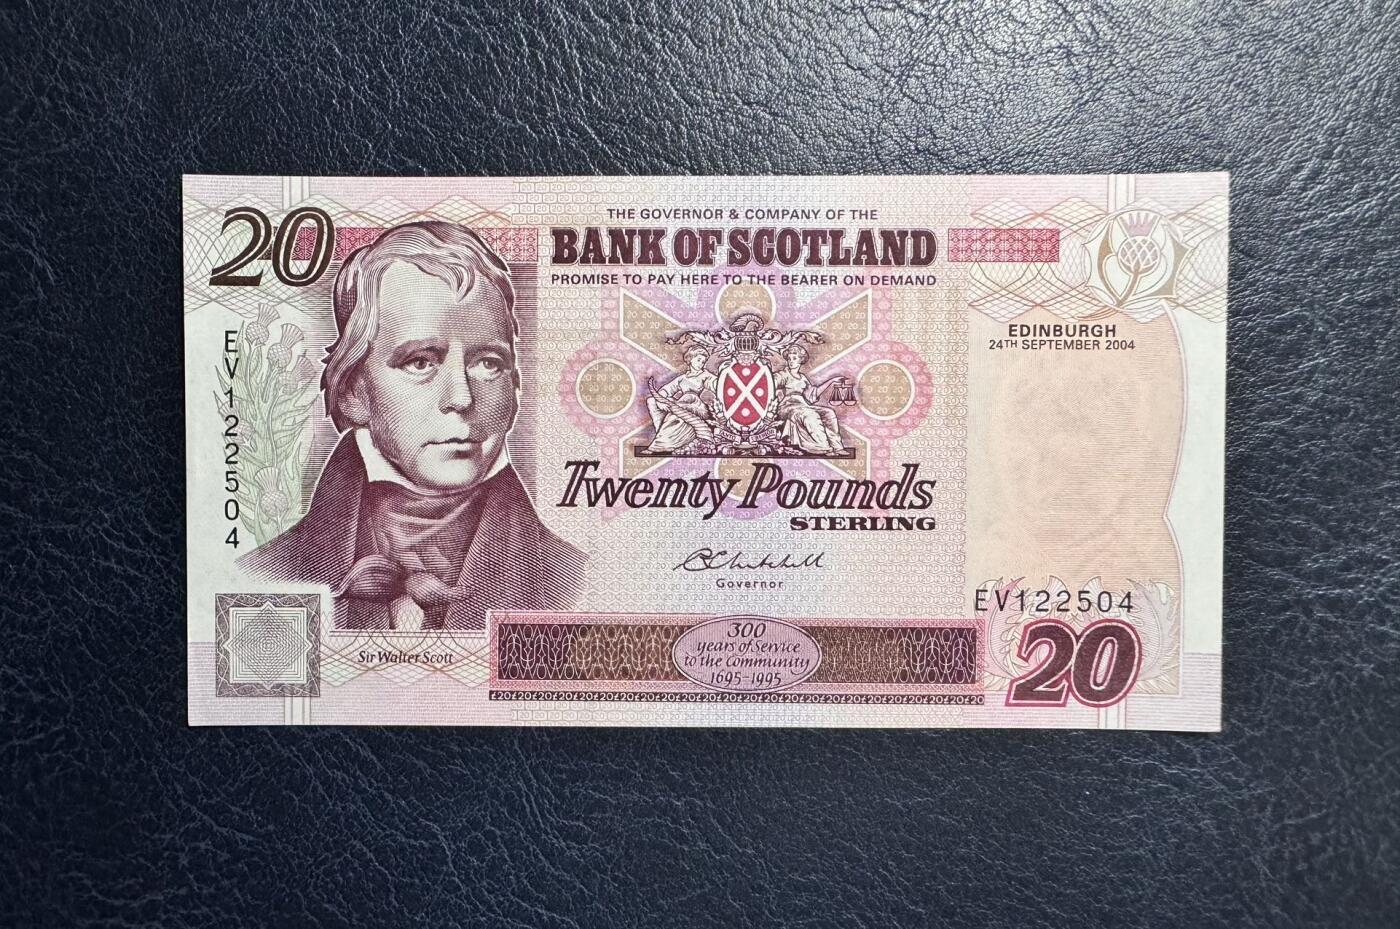 20
THE GOVERNOR & COMPANY OF THE
BANK OF SCOTLAND
PROMISE TO PAY HERE TO THE BEARER ON DEMAND
EDINBURGH
24TH SEPTEMBER 2004
EV122504
Twenty Pounds
STERLING
Governor
EV122504
20
Sir Walter Scott
300
years of Service
to the Community
1695-1995